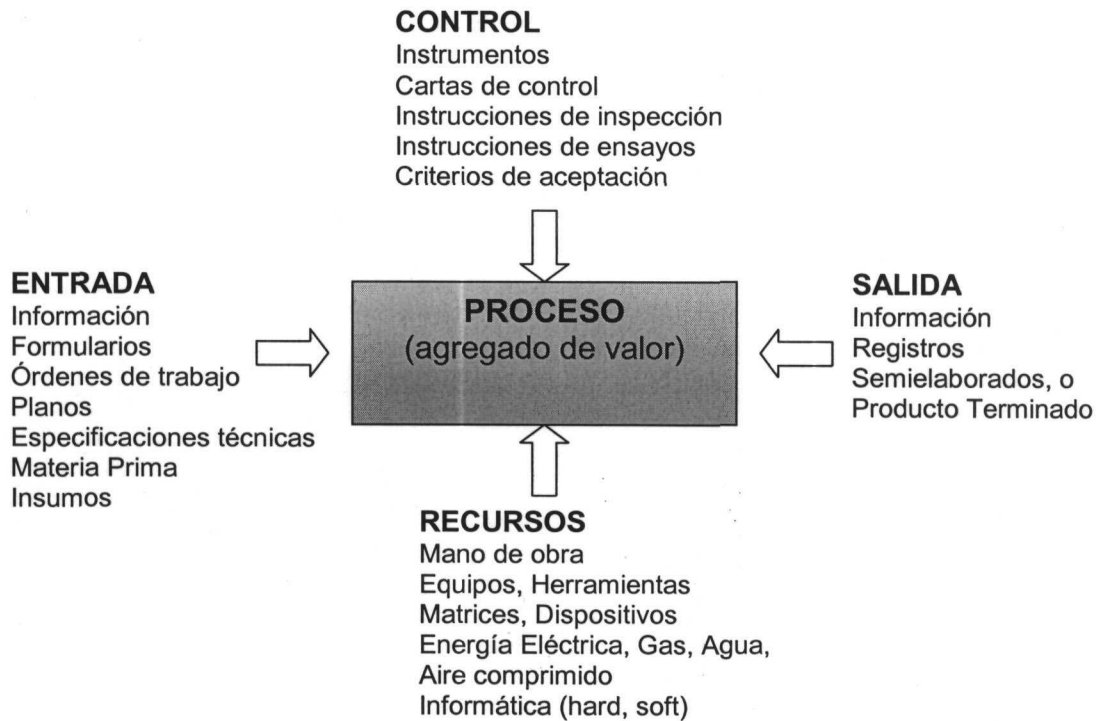 CONTROL
Instrumentos
Cartas de control
Instrucciones de inspección
Instrucciones de ensayos
Criterios de aceptación
ENTRADA
Información
Formularios
Órdenes de trabajo
Planos
Especificaciones técnicas
Materia Prima
Insumos
PROCESO
(agregado de valor)
SALIDA
Información
Registros
Semielaborados, o
Producto Terminado
RECURSOS
Mano de obra
Equipos, Herramientas
Matrices, Dispositivos
Energía Eléctrica, Gas, Agua,
Aire comprimido
Informática (hard, soft)